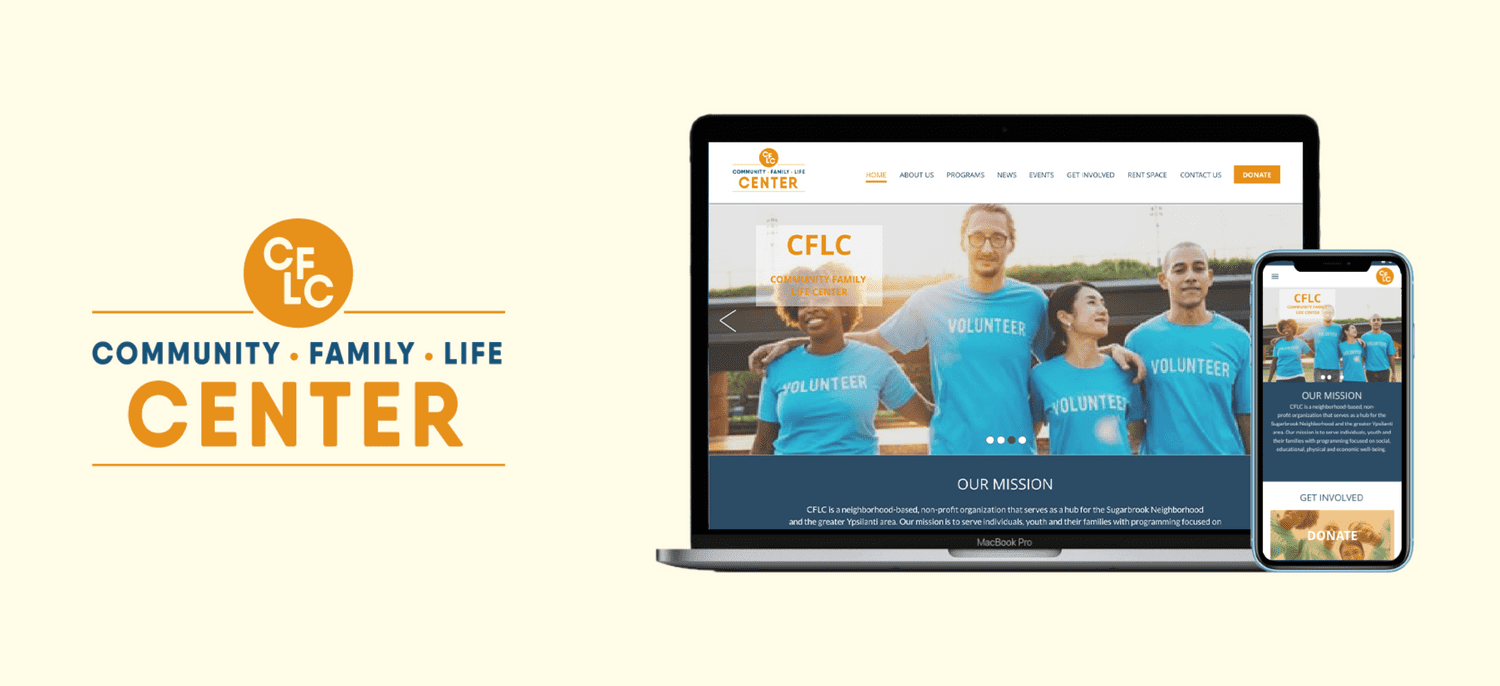 CFLC
COMMUNITY · FAMILY · LIFE
CENTER
CFLC
COMMUNITY · FAMILY · LIFE
CENTER
HOME ABOUT US PROGRAMS NEWS EVENTS GET INVOLVED RENT SPACE CONTACT US DONATE
CFLC
COMMUNITY FAMILY
LIFE CENTER
VOLUNTEER
VOLUNTEER
VOLUNTEER
VOLUNTEER
OUR MISSION
CFLC is a neighborhood-based, non-profit organization that serves as a hub for the Sugarbrook Neighborhood
and the greater Ypsilanti area. Our mission is to serve individuals, youth and their families with programming focused on
MacBook Pro
CFLC
CFLC
COMMUNITY FAMILY
LIFE CENTER
OUR MISSION
CFLC is a neighborhood-based, non-
profit organization that serves as a hub for the
Sugarbrook Neighborhood and the greater Ypsilanti
area. Our mission is to serve individuals, youth and
their families with programming focused on social,
educational, physical and economic well-being.
GET INVOLVED
DONATE